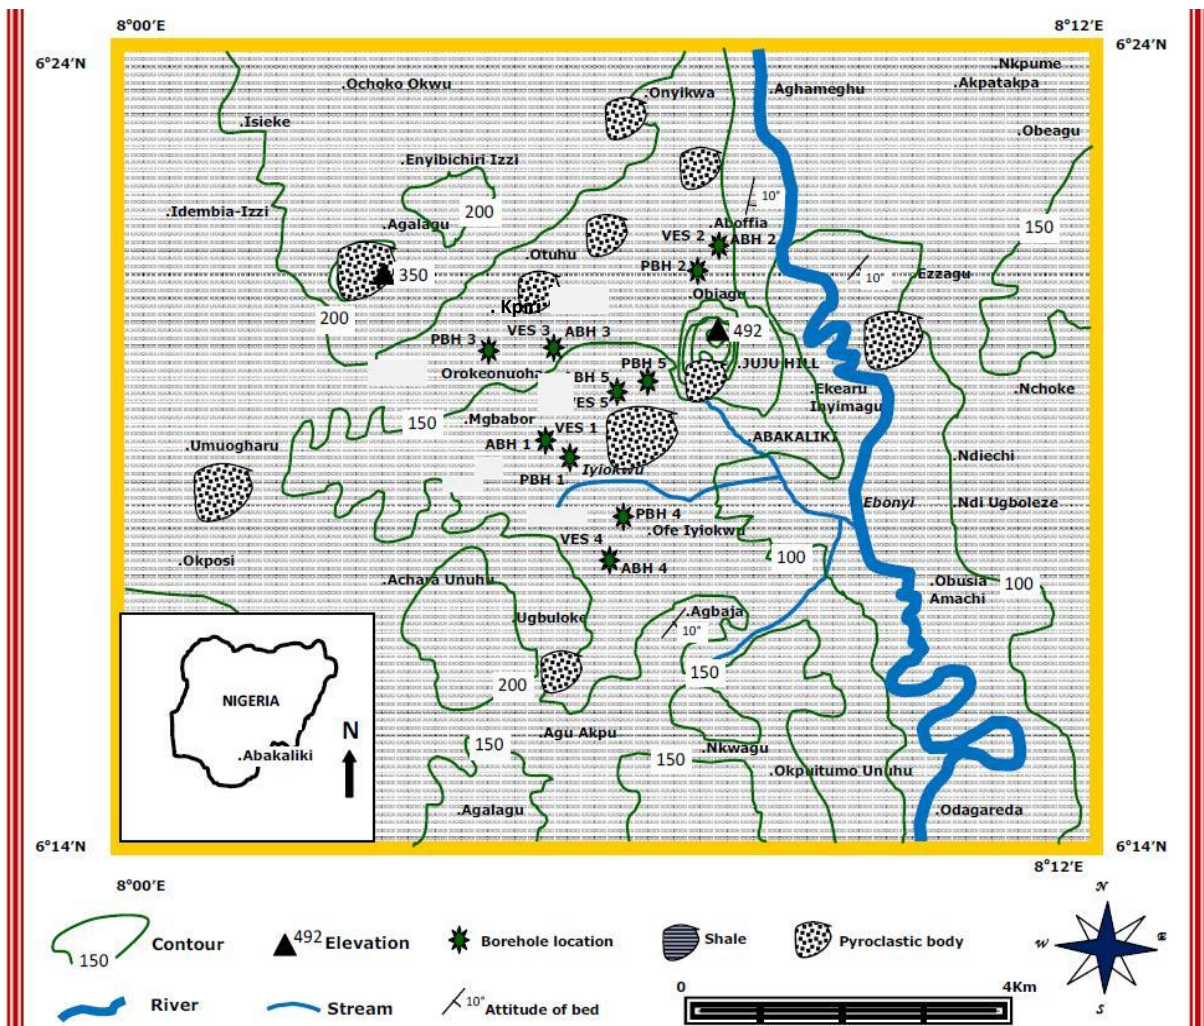 8°00'E 8°12'E
6°24'N 6°24'N
.Nkpume
.Ochoko Okwu .Onyikwa .Aghameghu .Akpatakpa
.Isieke .Obeagu
.Enyibichiri Izzi
10°
.Idembia-Izzi 200 150
.Agalagu Aboffia
VES 2 ABH 2
.Otuhu PBH 2 .Ezzagu
350 10°
.Obiagu
. Kpiri
200 VES 3 ABH 3 492
PBH 3
PBH 5 .JUJU HILL
Orokeonuoha BH 5 .Ekearu .Nchoke
ES 5 Inyimagu
150 .Mgbabor VES 1
.Umuogharu ABH 1 .ABAKALIKI
.Ndiechi
PBH 1 Iyiokwu
Ebonyi .Ndi Ugboleze
PBH 4
.Ofe Iyiokwu
VES 4
.Okposi 100
ABH 4
.Achara Unuhu .Obusia 100
Amachi
Ugbuloke .Agbaja
10°
150
200
NIGERIA
N .Agu Akpu
150 .Nkwagu
.Abakaliki 150
.Okpuitumo Unuhu
.Agalagu .Odagareda
6°14'N 6°14'N
8°00'E 8°12'E
N
150 Contour 492 Elevation Borehole location Shale Pyroclastic body W E
0 4Km
River Stream 10° Attitude of bed S